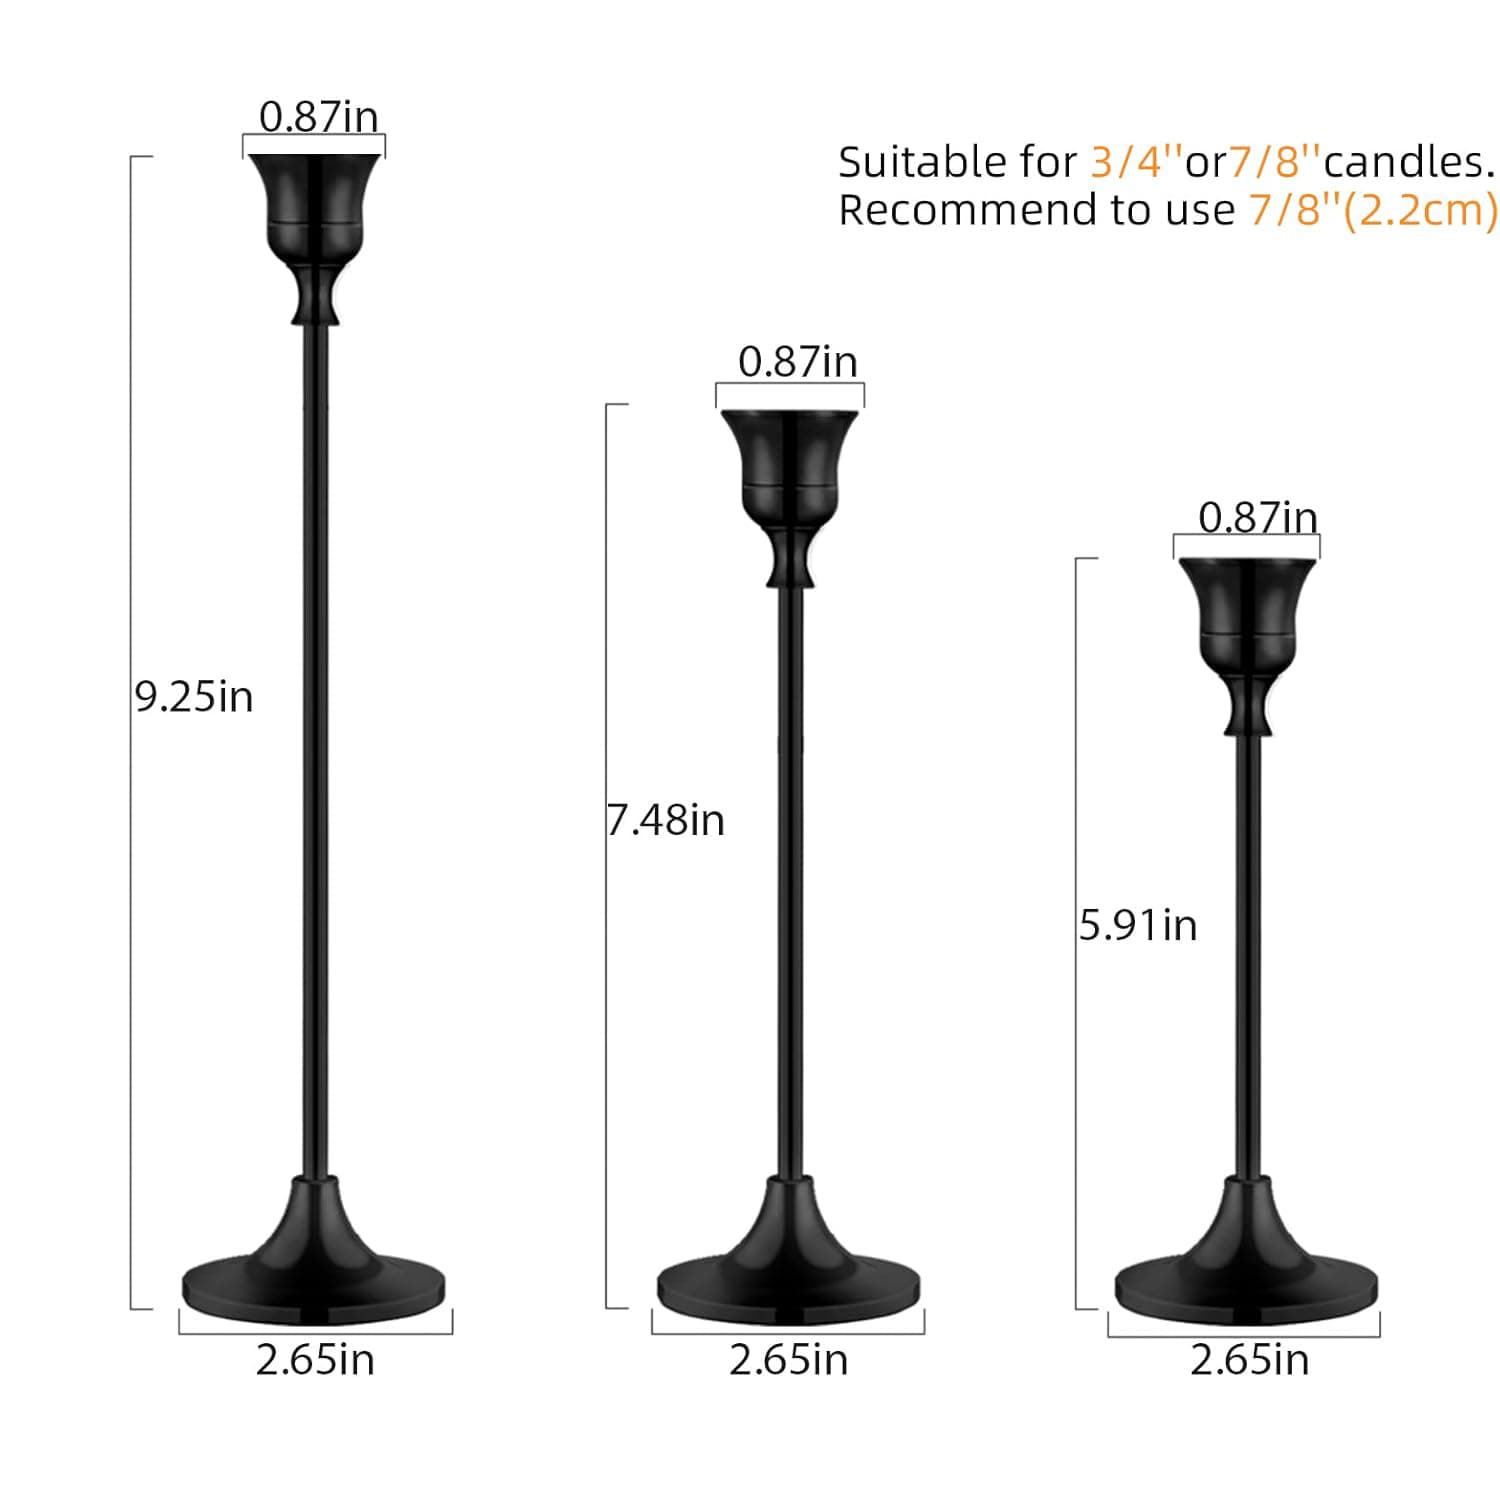 0.87in
Suitable for 3/4''or7/8''candles.
Recommend to use 7/8''(2.2cm)
0.87in
0.87in
9.25in
7.48in
5.91in
2.65in
2.65in
2.65in